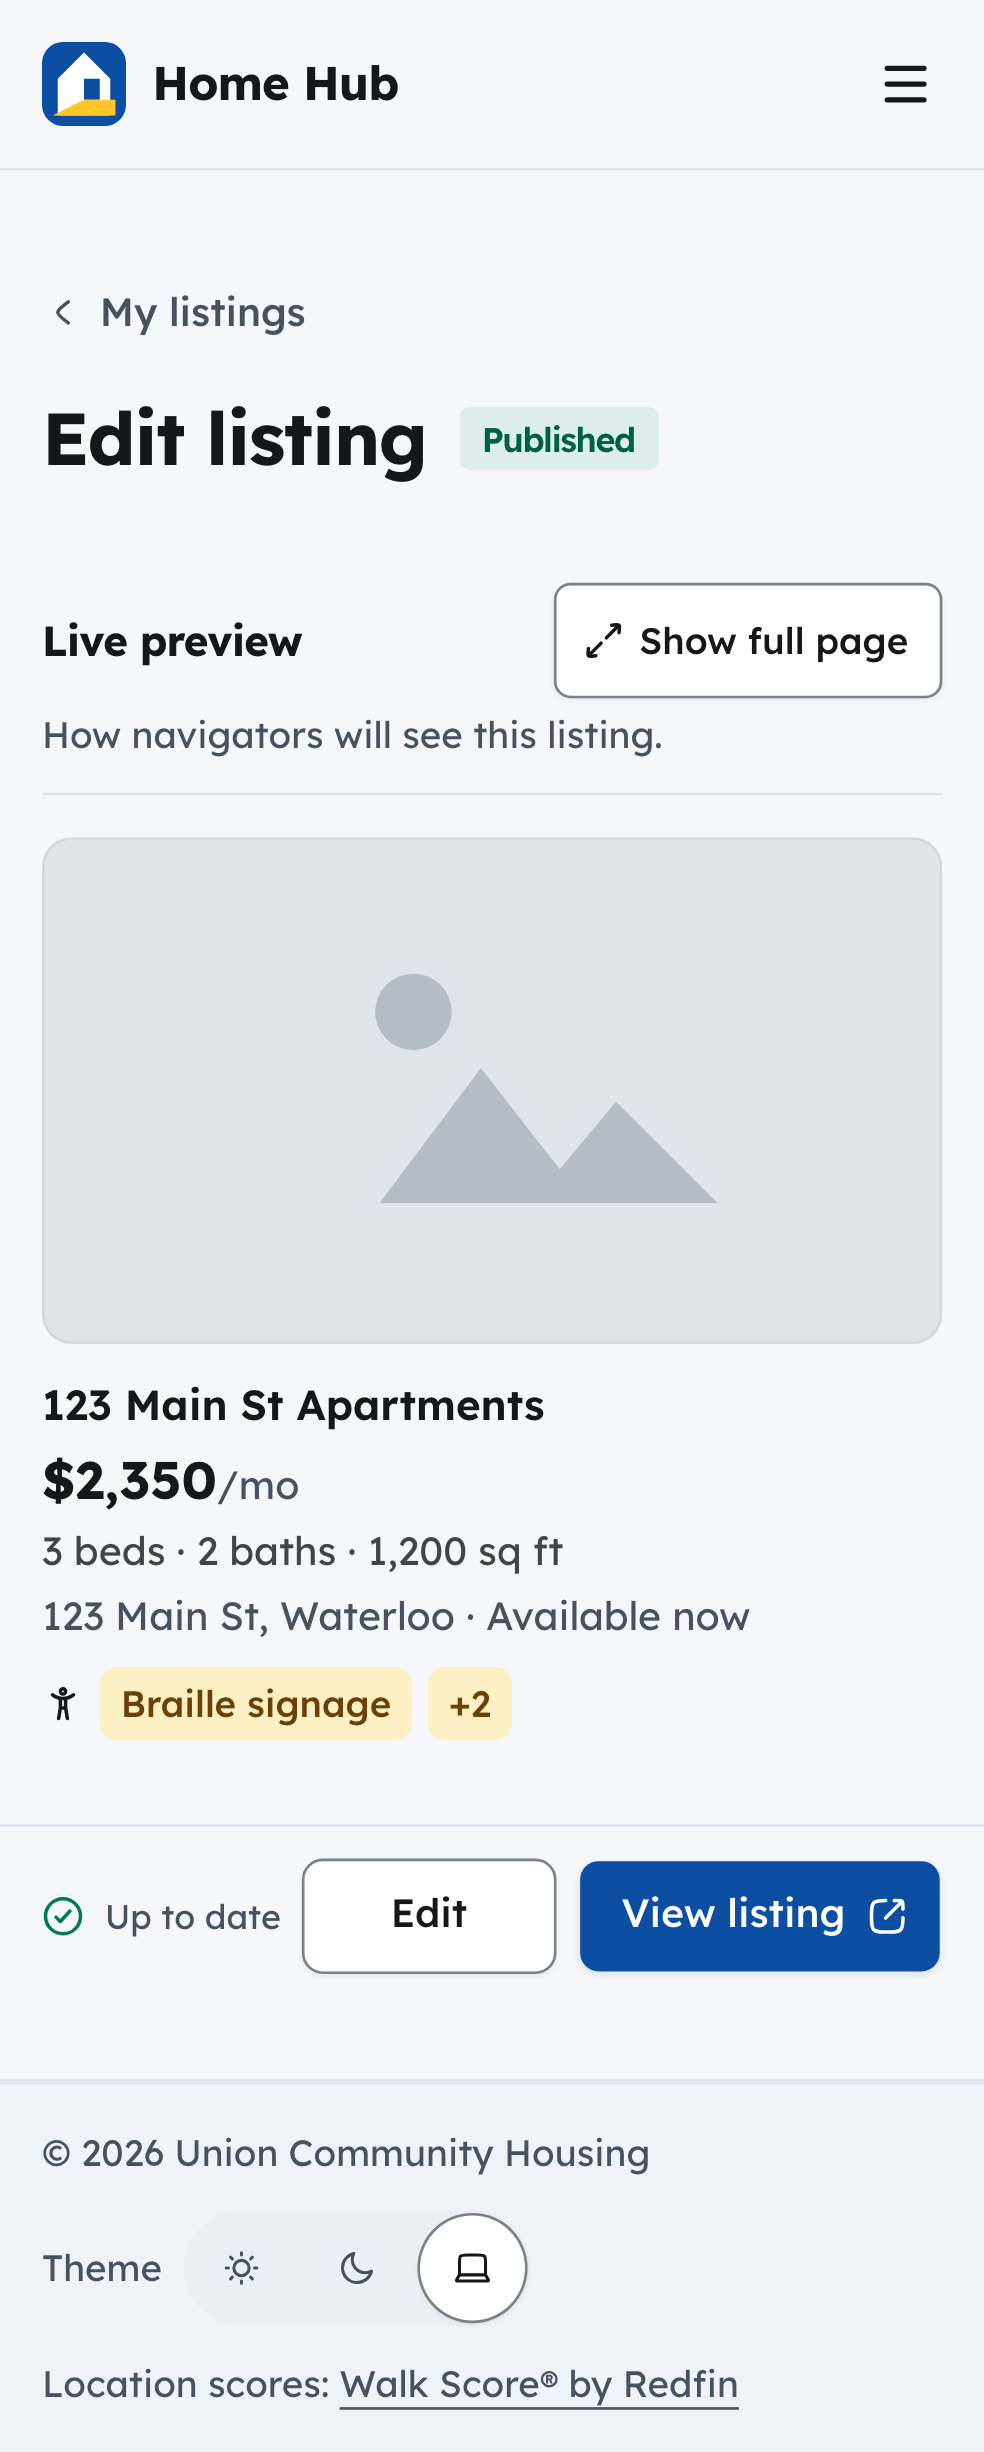 Home Hub
My listings
Edit listing
Published
Live preview
Show full page
How navigators will see this listing.
123 Main St Apartments
$2,350/mo
3 beds · 2 baths · 1,200 sq ft
123 Main St, Waterloo · Available now
Braille signage +2
Up to date
Edit
View listing
© 2026 Union Community Housing
Theme
Location scores: Walk Score® by Redfin